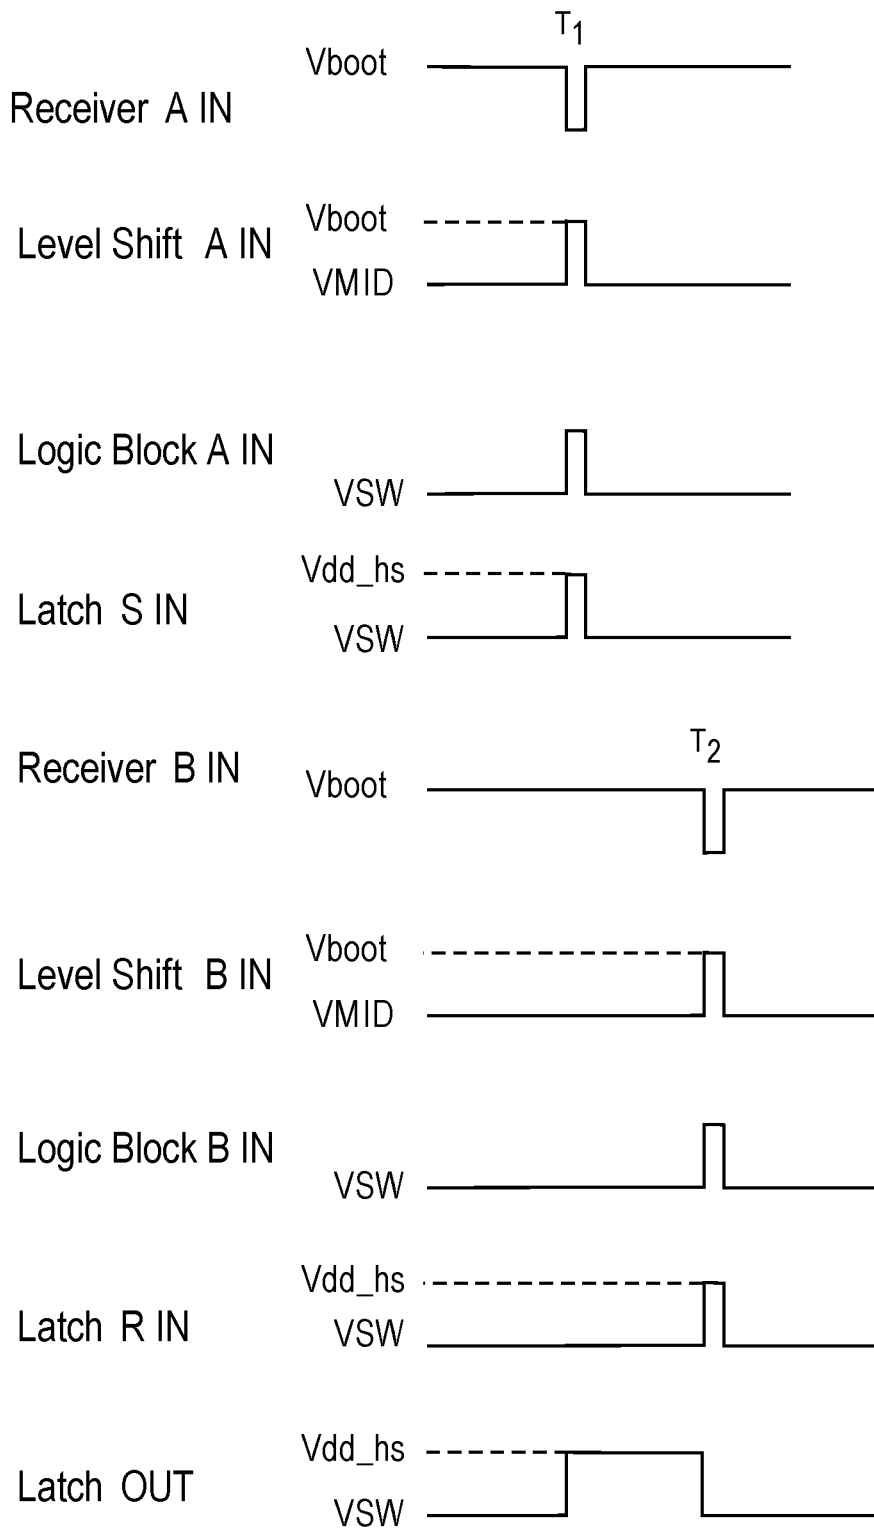 T1
Vboot
Receiver A IN
Vboot
Level Shift A IN
VMID
Logic Block A IN
VSW
Vdd_hs
Latch S IN
VSW
T2
Receiver B IN
Vboot
Vboot
Level Shift B IN
VMID
Logic Block B IN
VSW
Vdd_hs
Latch R IN
VSW
Vdd_hs
Latch OUT
VSW